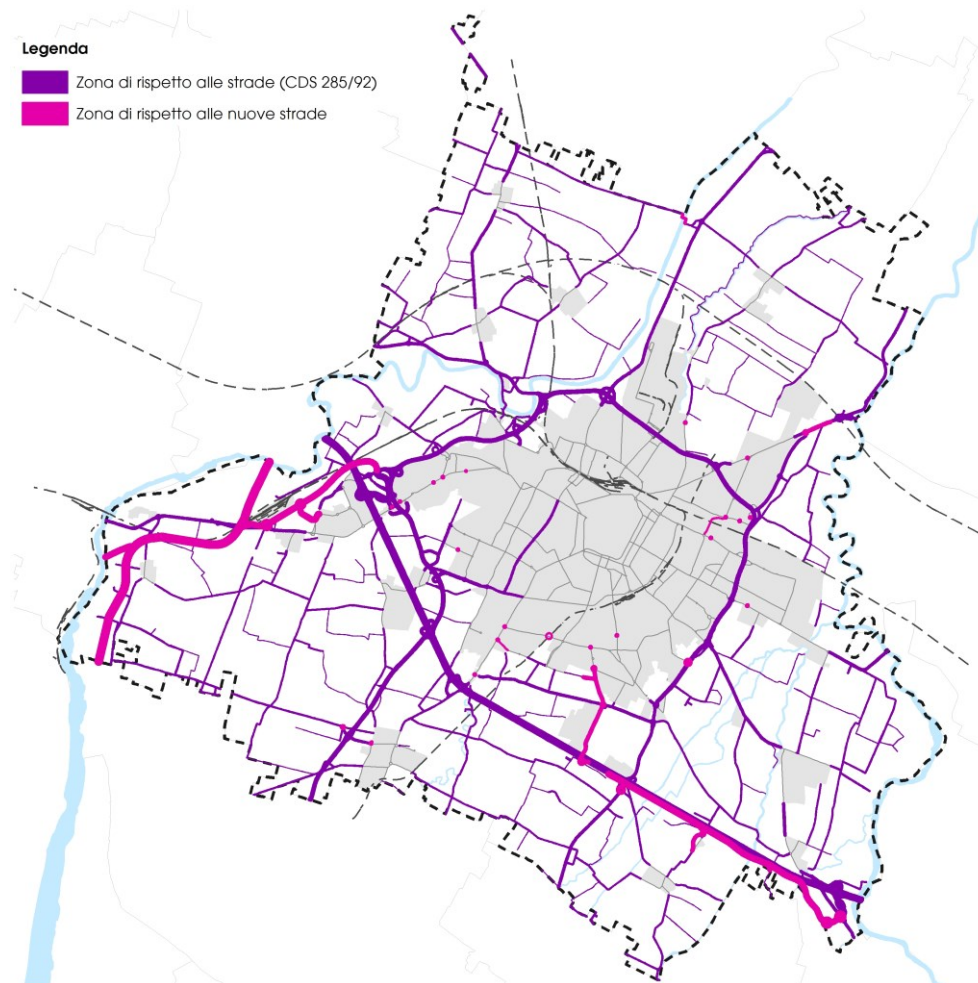 Legenda
Zona di rispetto alle strade (CDS 285/92)
Zona di rispetto alle nuove strade